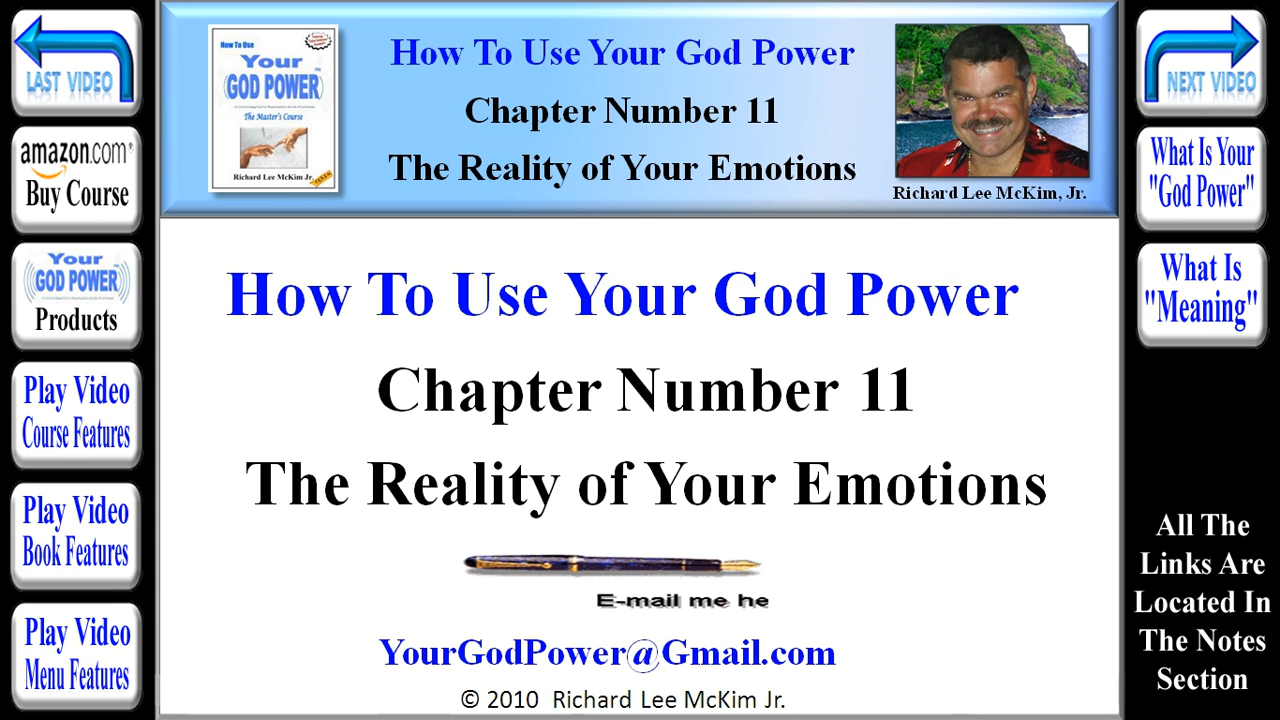 LAST VIDEO
amazon.com
Buy Course
Your
GOD POWER
Products
Play Video
Course Features
Play Video
Book Features
Play Video
Menu Features
How To Use
Your
GOD POWER
The Master's Course
Richard Lee McKim Jr.
How To Use Your God Power
Chapter Number 11
The Reality of Your Emotions
Richard Lee McKim, Jr.
How To Use Your God Power
Chapter Number 11
The Reality of Your Emotions
E-mail me he
YourGodPower@Gmail.com
© 2010 Richard Lee McKim Jr.
NEXT VIDEO
What Is Your
"God Power"
What Is
"Meaning"
All The
Links Are
Located In
The Notes
Section